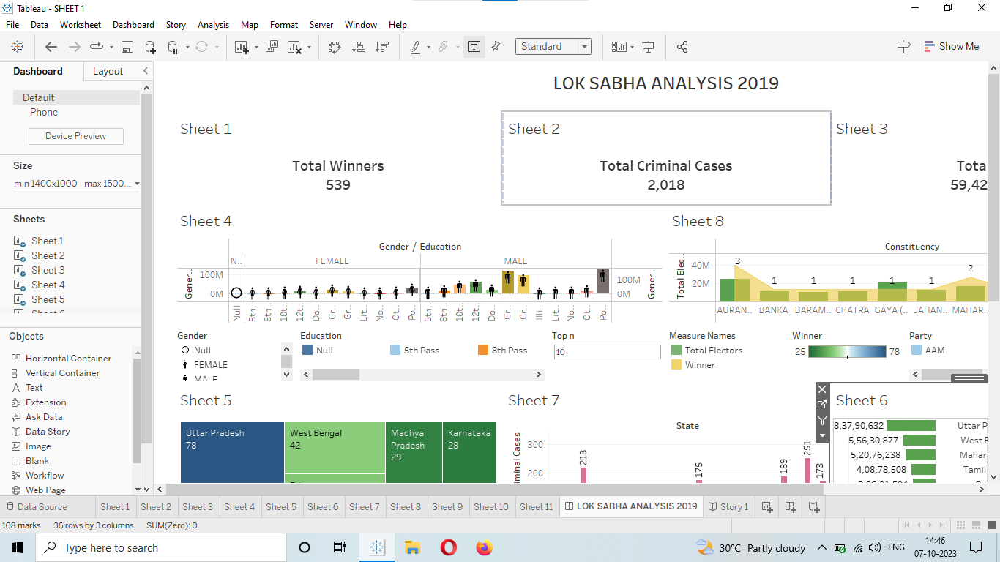 Tableau - SHEET 1
File Data Worksheet Dashboard Story Analysis Map Format Server Window Help
Standard
Show Me
Dashboard Layout
Default
Phone
Device Preview
Size
min 1400x1000 - max 1500...
Sheets
Sheet 1
Sheet 2
Sheet 3
Sheet 4
Sheet 5
Objects
Horizontal Container
Vertical Container
Text
Extension
Ask Data
Data Story
Image
Blank
Workflow
Web Page
LOK SABHA ANALYSIS 2019
Sheet 1
Total Winners
539
Sheet 2
Total Criminal Cases
2,018
Sheet 3
Tota
59,42
Sheet 4
Gender / Education
N.. FEMALE MALE
Gener..
100M
0M
100M
0M
Gener..
Null 5th.. 8th.. 10t.. 12t.. Do.. Gr.. Gr.. Lit.. No.. Ot.. Po.. 5th.. 8th.. 10t.. 12t.. Do.. Gr.. Gr.. Illi.. Lit.. No.. Ot.. Po..
Sheet 8
Constituency
Total Elec..
40M
20M
3 1 1 1 1 1 2
AURAN.. BANKA BARAM.. CHATRA GAYA (.. JAHAN.. MAHAR..
Gender
Null
FEMALE
MALE
Education
Null 5th Pass 8th Pass
Top n
10
Measure Names
Total Electors
Winner
Winner
25 78
Party
AAM
Sheet 5
Uttar Pradesh
78
West Bengal
42
Madhya
Pradesh
29
Karnataka
28
Sheet 7
State
riminal Cases
300
200
218 175 189 251 173
Sheet 6
8,37,90,632 Uttar P
5,56,30,877 West B
5,20,76,238 Mahar
4,08,78,508 Tamil
Data Source Sheet 1 Sheet 2 Sheet 3 Sheet 4 Sheet 5 Sheet 6 Sheet 7 Sheet 8 Sheet 9 Sheet 10 Sheet 11 LOK SABHA ANALYSIS 2019 Story 1
108 marks 36 rows by 3 columns SUM(Zero): 0
Type here to search
30°C Partly cloudy
ENG
14:46
07-10-2023